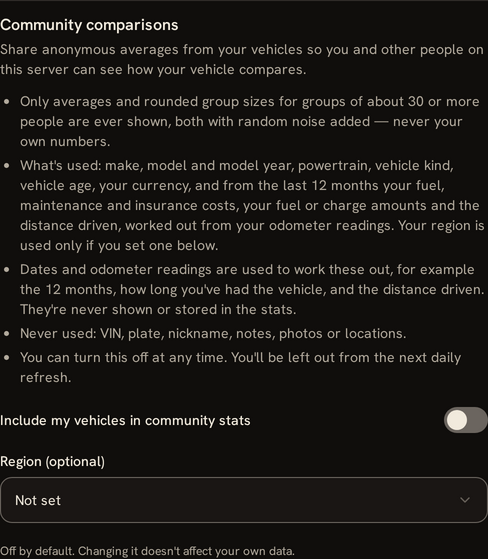 Community comparisons
Share anonymous averages from your vehicles so you and other people on
this server can see how your vehicle compares.
• Only averages and rounded group sizes for groups of about 30 or more
people are ever shown, both with random noise added — never your
own numbers.
• What's used: make, model and model year, powertrain, vehicle kind,
vehicle age, your currency, and from the last 12 months your fuel,
maintenance and insurance costs, your fuel or charge amounts and the
distance driven, worked out from your odometer readings. Your region is
used only if you set one below.
• Dates and odometer readings are used to work these out, for example
the 12 months, how long you've had the vehicle, and the distance driven.
They're never shown or stored in the stats.
• Never used: VIN, plate, nickname, notes, photos or locations.
• You can turn this off at any time. You'll be left out from the next daily
refresh.
Include my vehicles in community stats
Region (optional)
Not set
Off by default. Changing it doesn't affect your own data.